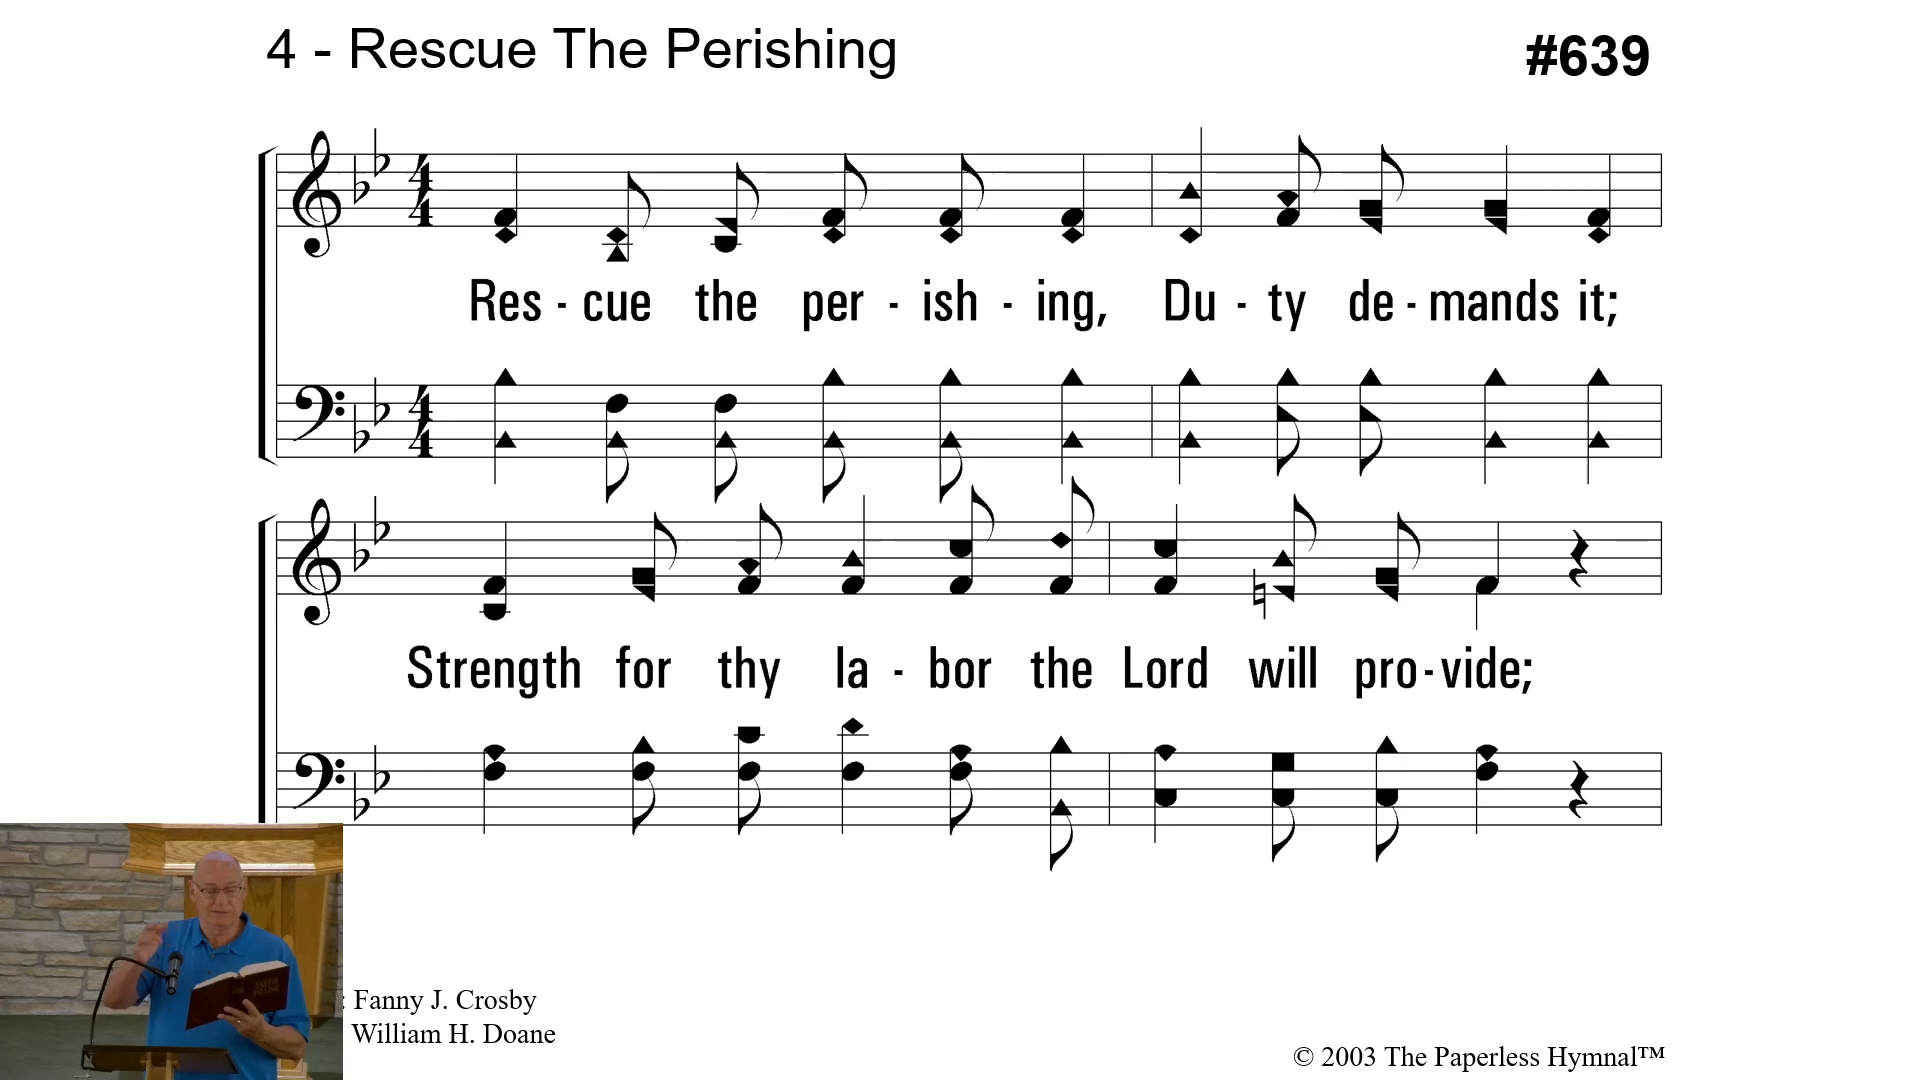 4 - Rescue The Perishing
#639
Res - cue the per - ish - ing, Du - ty de - mands it;
Strength for thy la - bor the Lord will pro - vide;
: Fanny J. Crosby
William H. Doane
© 2003 The Paperless Hymnal™